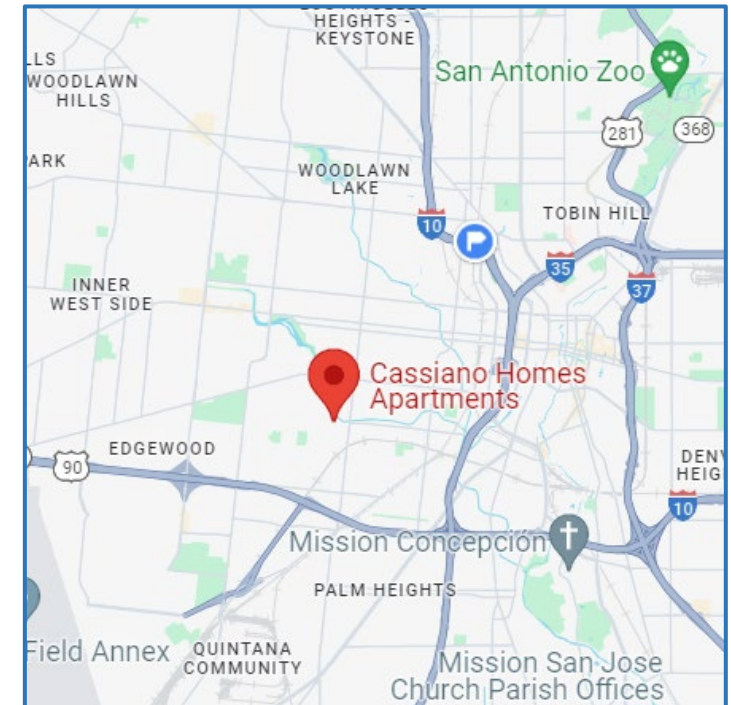 HEIGHTS -
KEYSTONE
San Antonio Zoo
LLS
WOODLAWN
HILLS
281
368
PARK
WOODLAWN
LAKE
10
TOBIN HILL
35
37
INNER
WEST SIDE
Cassiano Homes
Apartments
EDGEWOOD
90
DENV
HEIG
10
Mission Concepción
PALM HEIGHTS
Field Annex
QUINTANA
COMMUNITY
Mission San Jose
Church Parish Offices